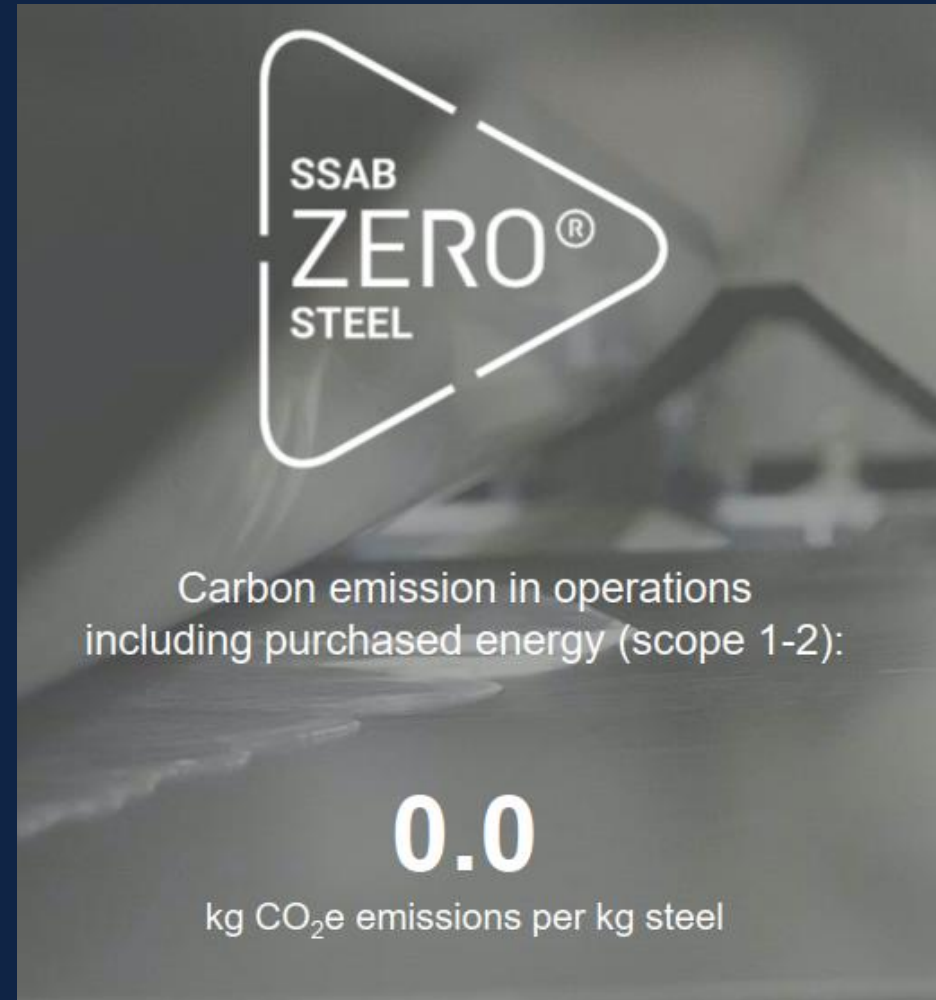 SSAB
ZERO®
STEEL
Carbon emission in operations
including purchased energy (scope 1-2):
0.0
kg CO₂e emissions per kg steel